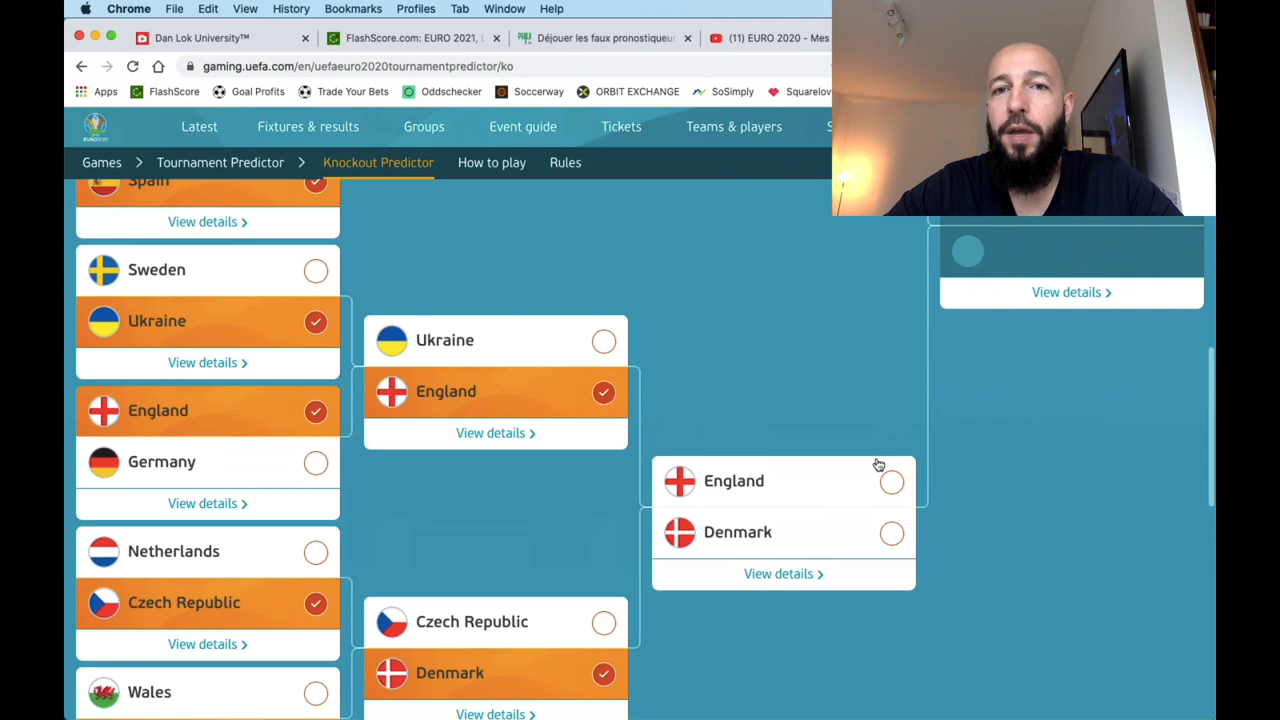 Chrome File Edit View History Bookmarks Profiles Tab Window Help
Dan Lok University™ × FlashScore.com: EURO 2021, × Déjouer les faux pronostiqueur × (11) EURO 2020 - Mes
gaming.uefa.com/en/uefaeuro2020tournamentpredictor/ko
Apps FlashScore Goal Profits Trade Your Bets Oddschecker Soccerway ORBIT EXCHANGE SoSimply Squarelov
EURO2020
Latest Fixtures & results Groups Event guide Tickets Teams & players S
Games > Tournament Predictor > Knockout Predictor How to play Rules
Spain
View details >
Sweden
Ukraine
View details >
England
Germany
View details >
Netherlands
Czech Republic
View details >
Wales
Ukraine
England
View details >
Czech Republic
Denmark
View details >
England
Denmark
View details >
View details >